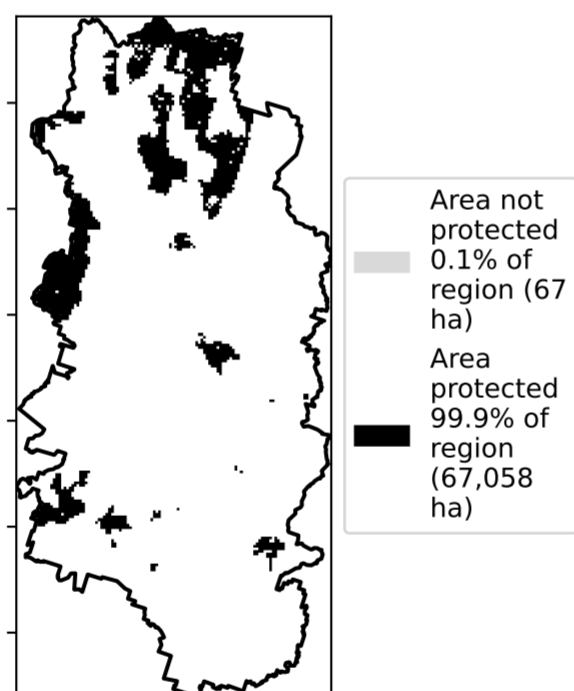 Area not
protected
0.1% of
region (67
ha)
Area
protected
99.9% of
region
(67,058
ha)